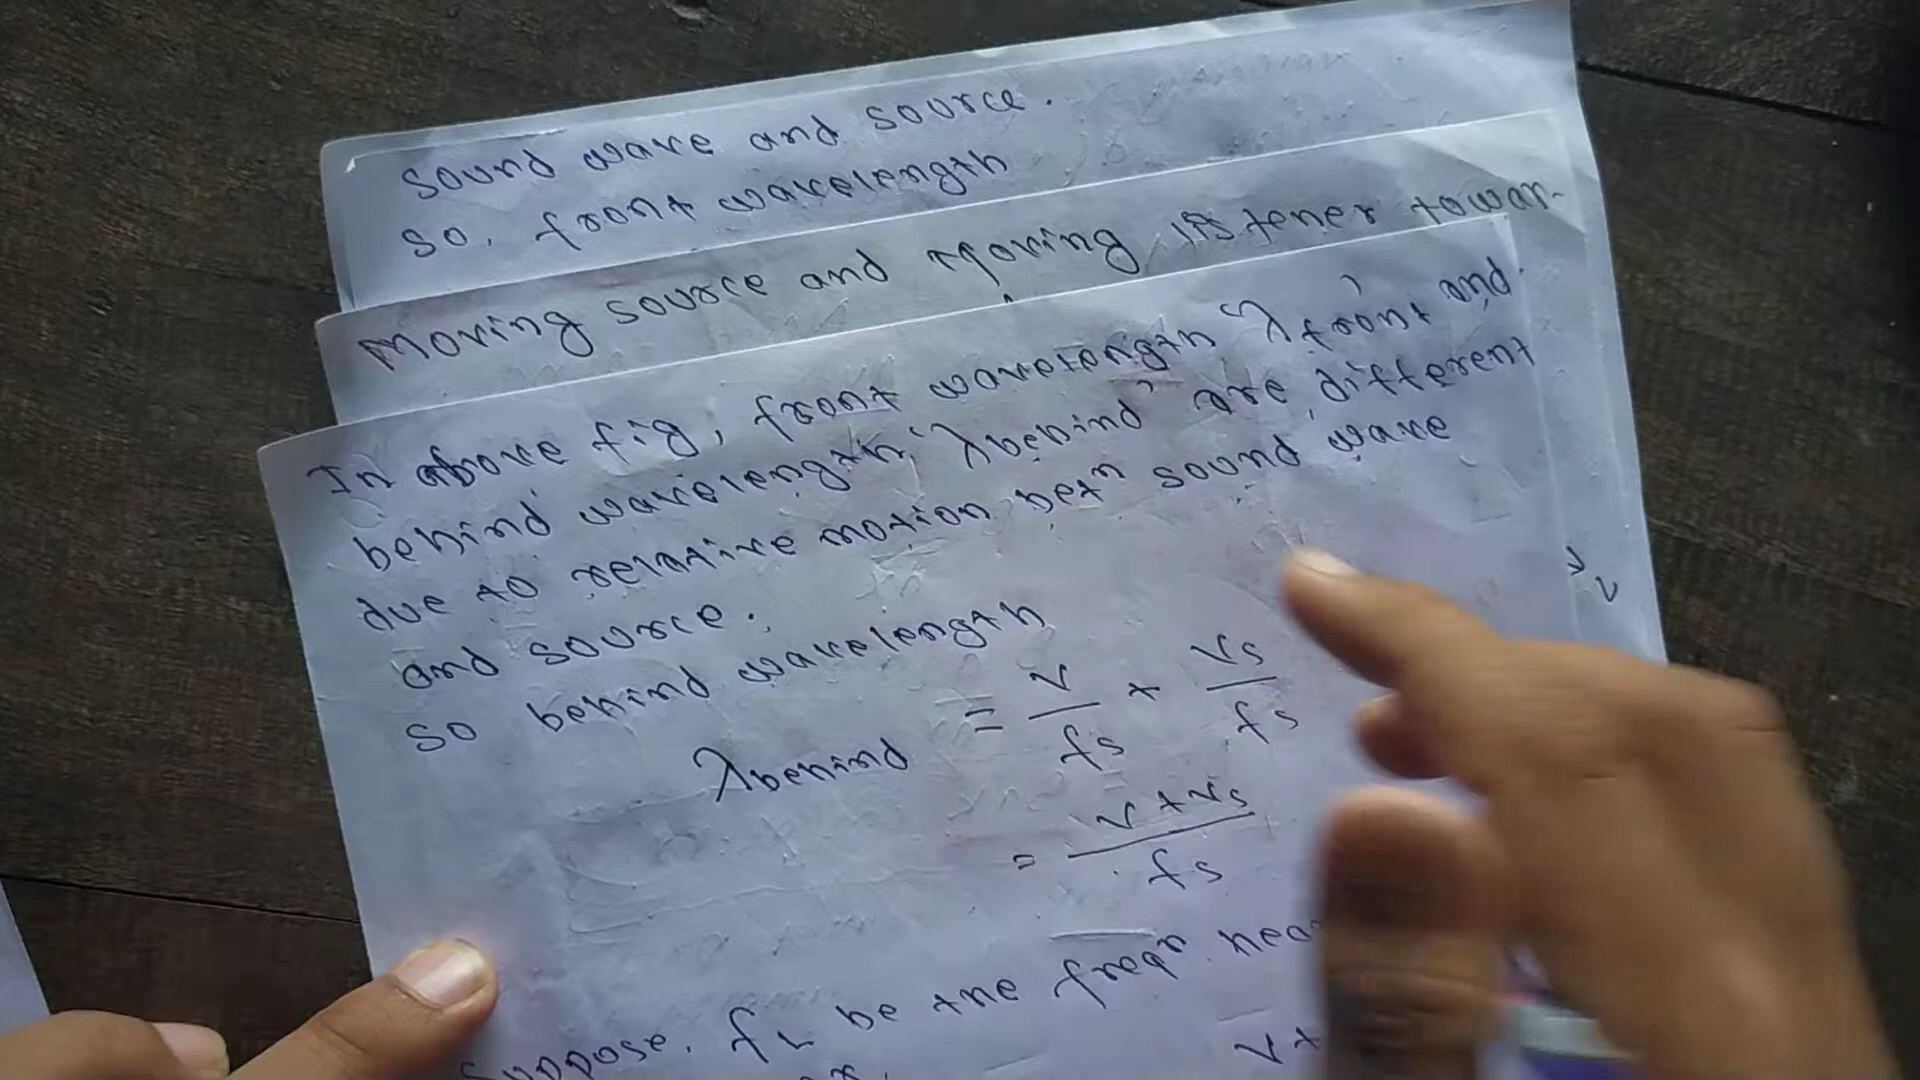 sound wave and source.
so, front wavelength
Moving source and moving listener towar-
In above fig, front wavelength 'λfront' and
behind wavelength 'λbehind' are different
due to relative motion betn sound wave
and source.
so behind wavelength
λbehind = v/fs + vs/fs
= v + vs/fs
Suppose, fL be the freqn hea
v +